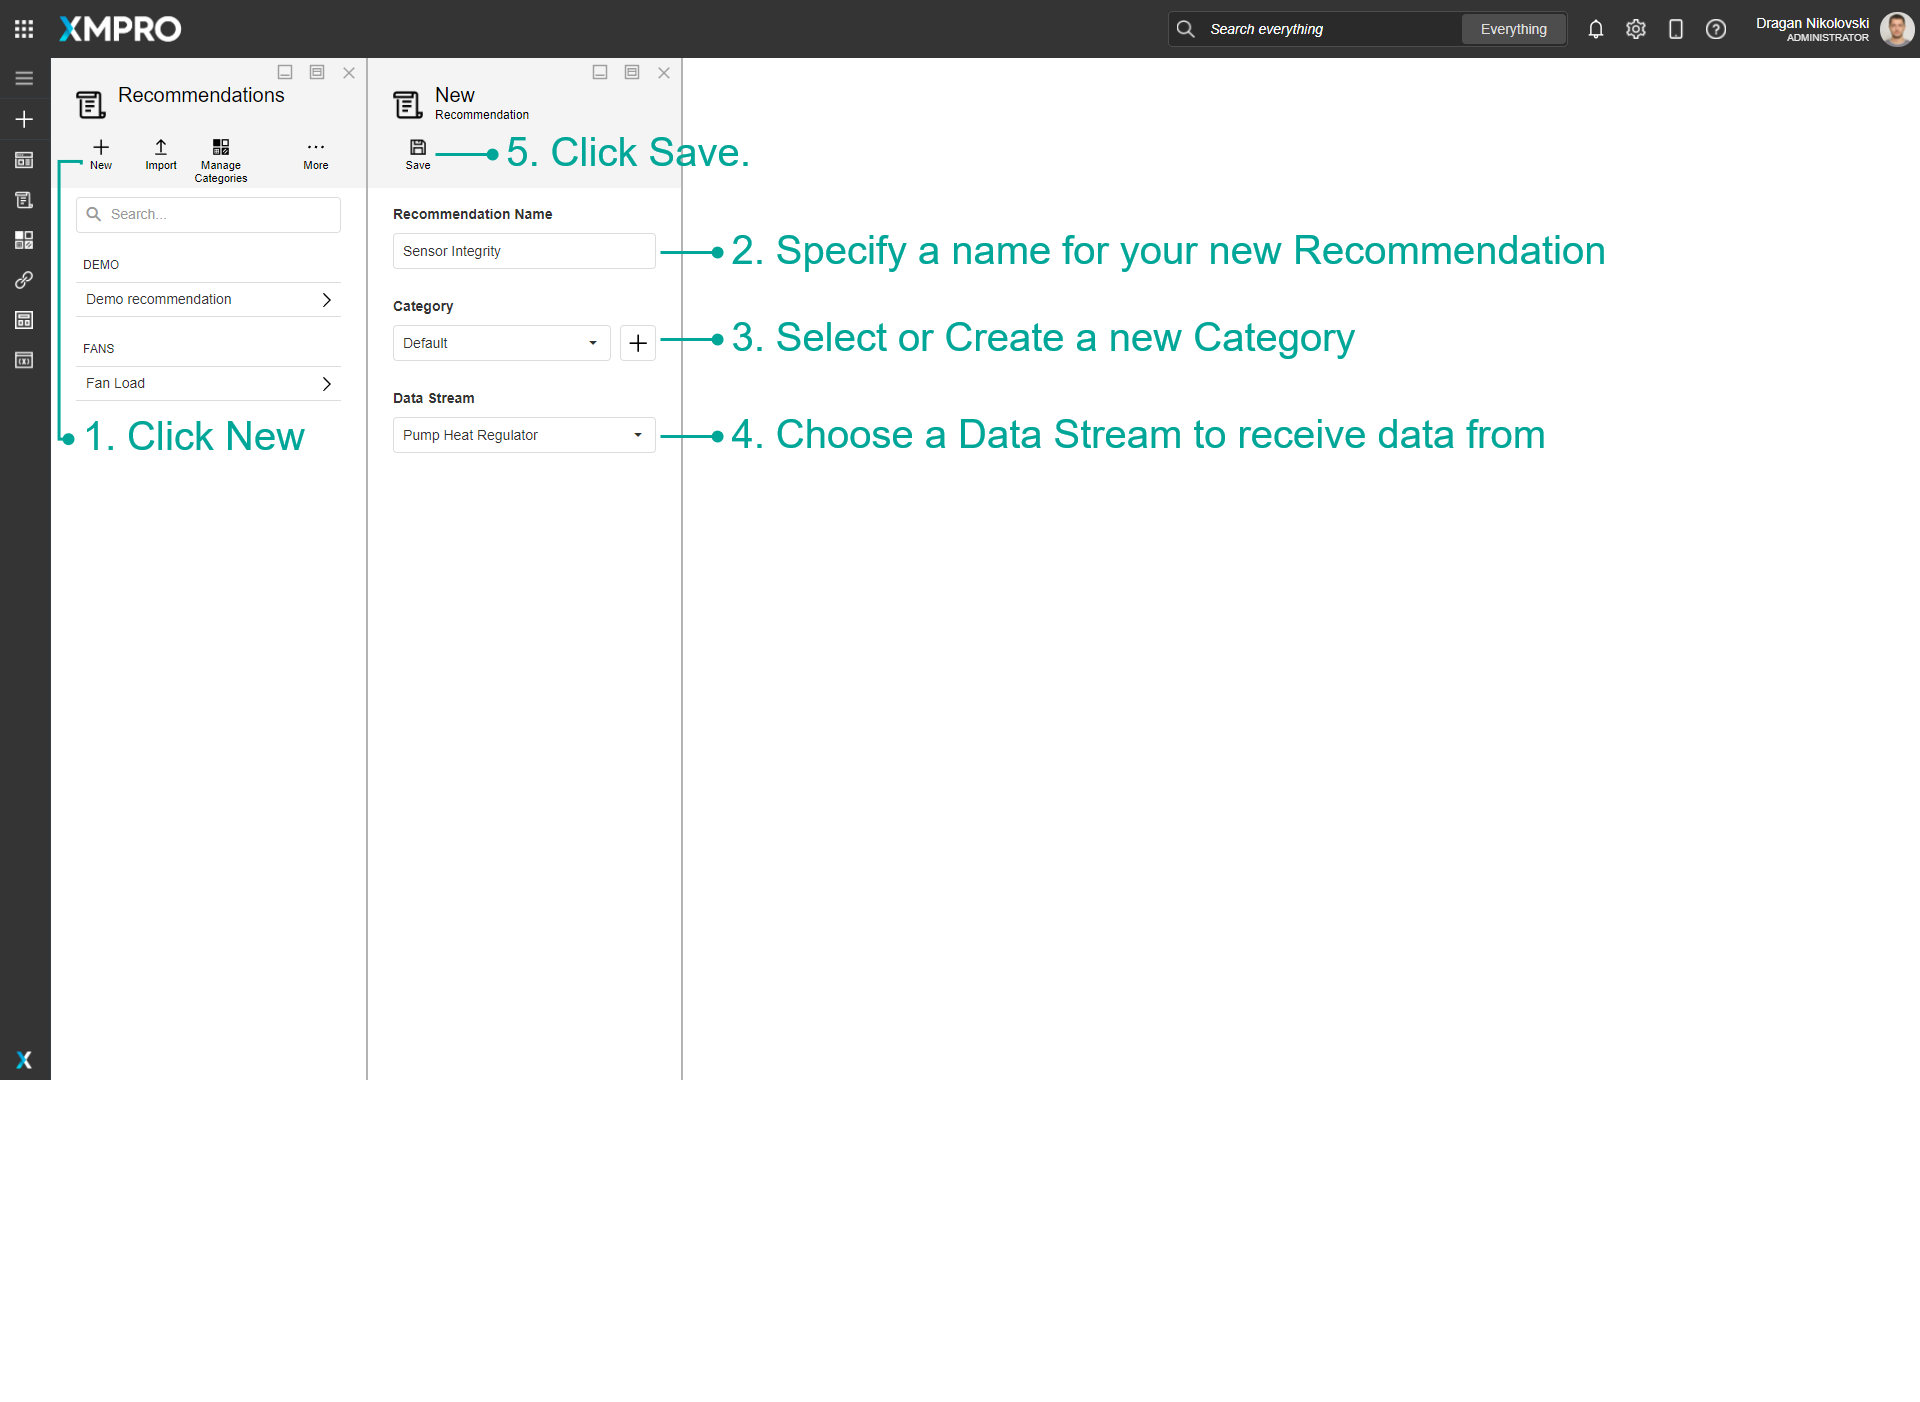 XMPRO
Search everything
Everything
Dragan Nikolovski
ADMINISTRATOR
Recommendations
New
Import
Manage
Categories
More
Search...
DEMO
Demo recommendation
FANS
Fan Load
1. Click New
New
Recommendation
Save
5. Click Save.
Recommendation Name
Sensor Integrity
2. Specify a name for your new Recommendation
Category
Default
3. Select or Create a new Category
Data Stream
Pump Heat Regulator
4. Choose a Data Stream to receive data from